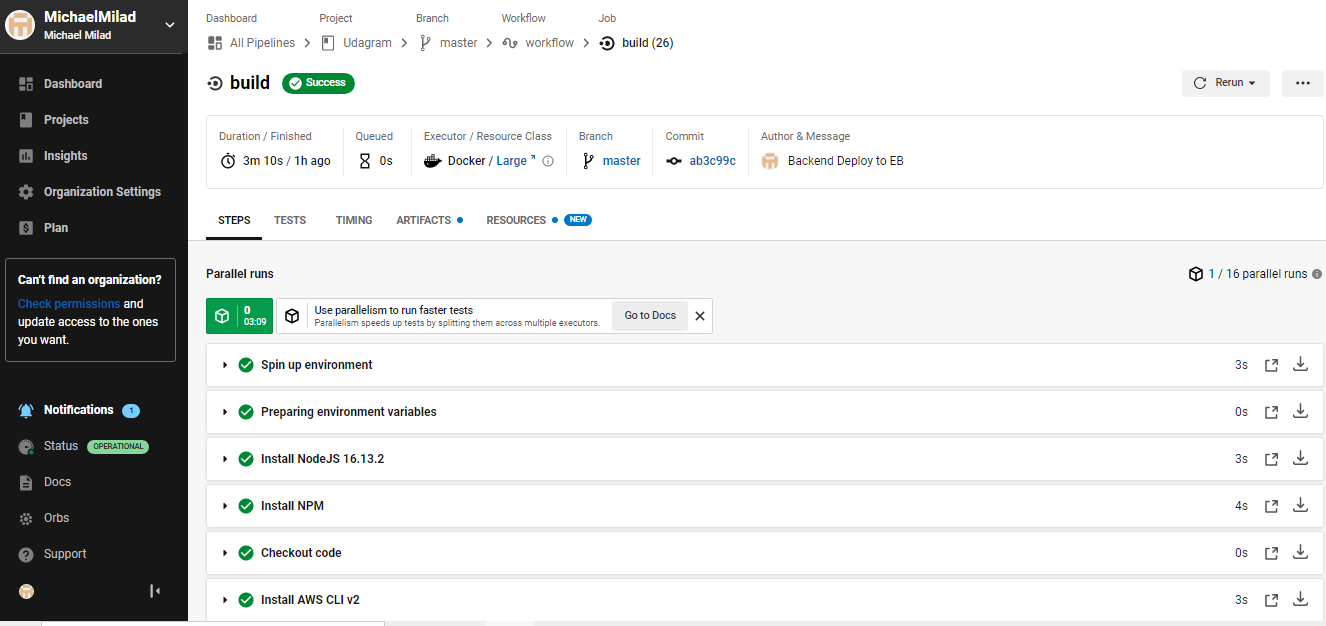 MichaelMilad
Michael Milad
Dashboard
Projects
Insights
Organization Settings
Plan
Can't find an organization?
Check permissions and
update access to the ones
you want.
Notifications 1
Status OPERATIONAL
Docs
Orbs
Support
Dashboard Project Branch Workflow Job
All Pipelines Udagram master workflow build (26)
build Success Rerun
Duration / Finished Queued Executor / Resource Class Branch Commit Author & Message
3m 10s / 1h ago 0s Docker / Large master ab3c99c Backend Deploy to EB
STEPS TESTS TIMING ARTIFACTS RESOURCES NEW
Parallel runs 1 / 16 parallel runs
0
03:09
Use parallelism to run faster tests
Parallelism speeds up tests by splitting them across multiple executors.
Go to Docs
Spin up environment 3s
Preparing environment variables 0s
Install NodeJS 16.13.2 3s
Install NPM 4s
Checkout code 0s
Install AWS CLI v2 3s